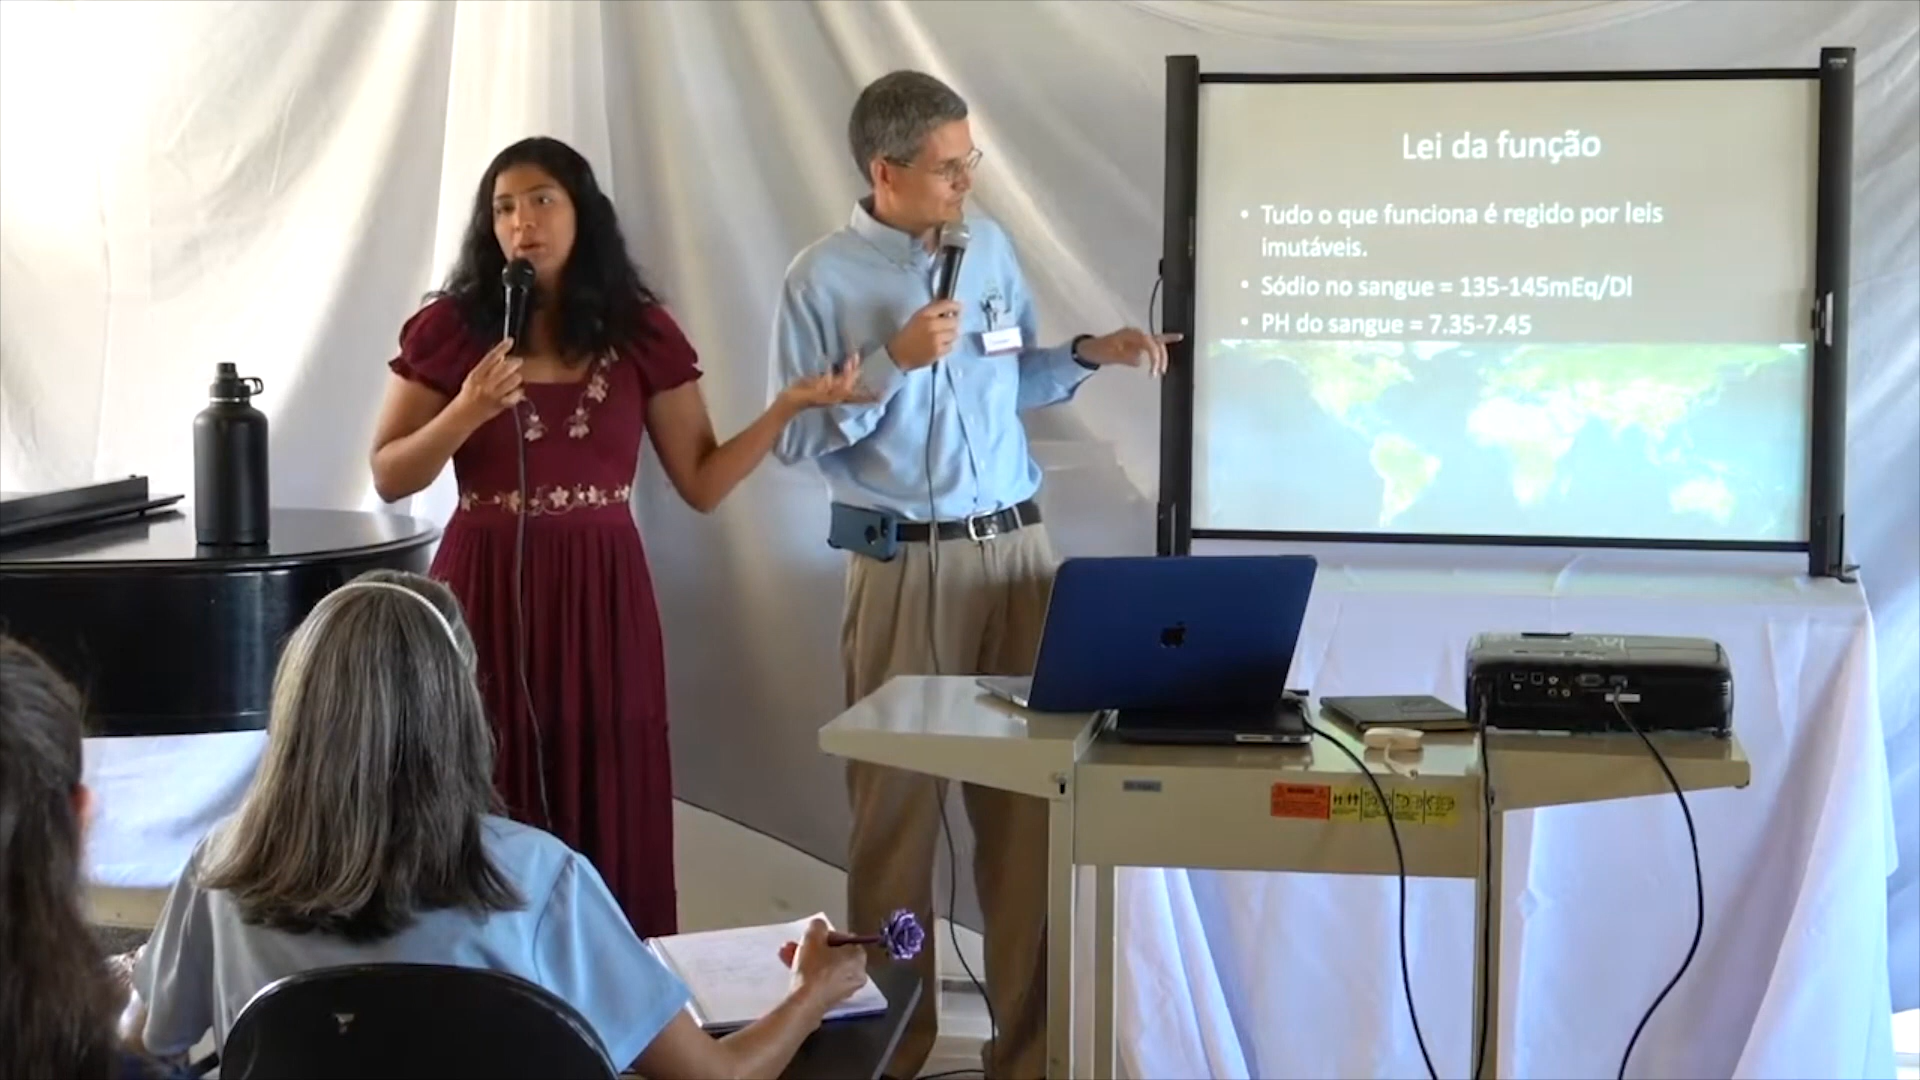 Lei da função
• Tudo o que funciona é regido por leis
imutáveis.
• Sódio no sangue = 135-145mEq/Dl
• PH do sangue = 7.35-7.45